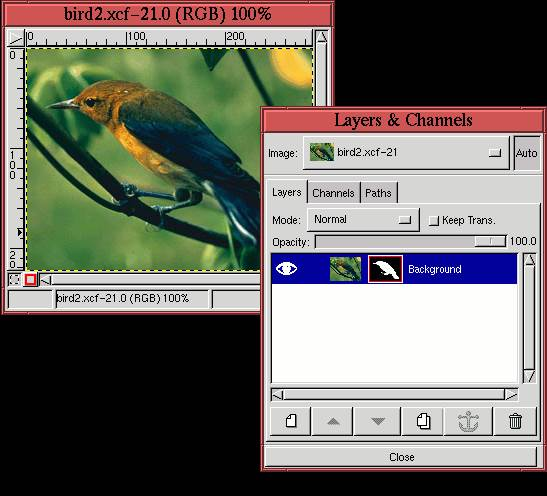 bird2.xcf-21.0 (RGB) 100%
0 100 200
0
100
20
bird2.xcf-21.0 (RGB) 100%
Layers & Channels
Image: bird2.xcf-21 Auto
Layers Channels Paths
Mode: Normal Keep Trans.
Opacity: 100.0
Background
Close